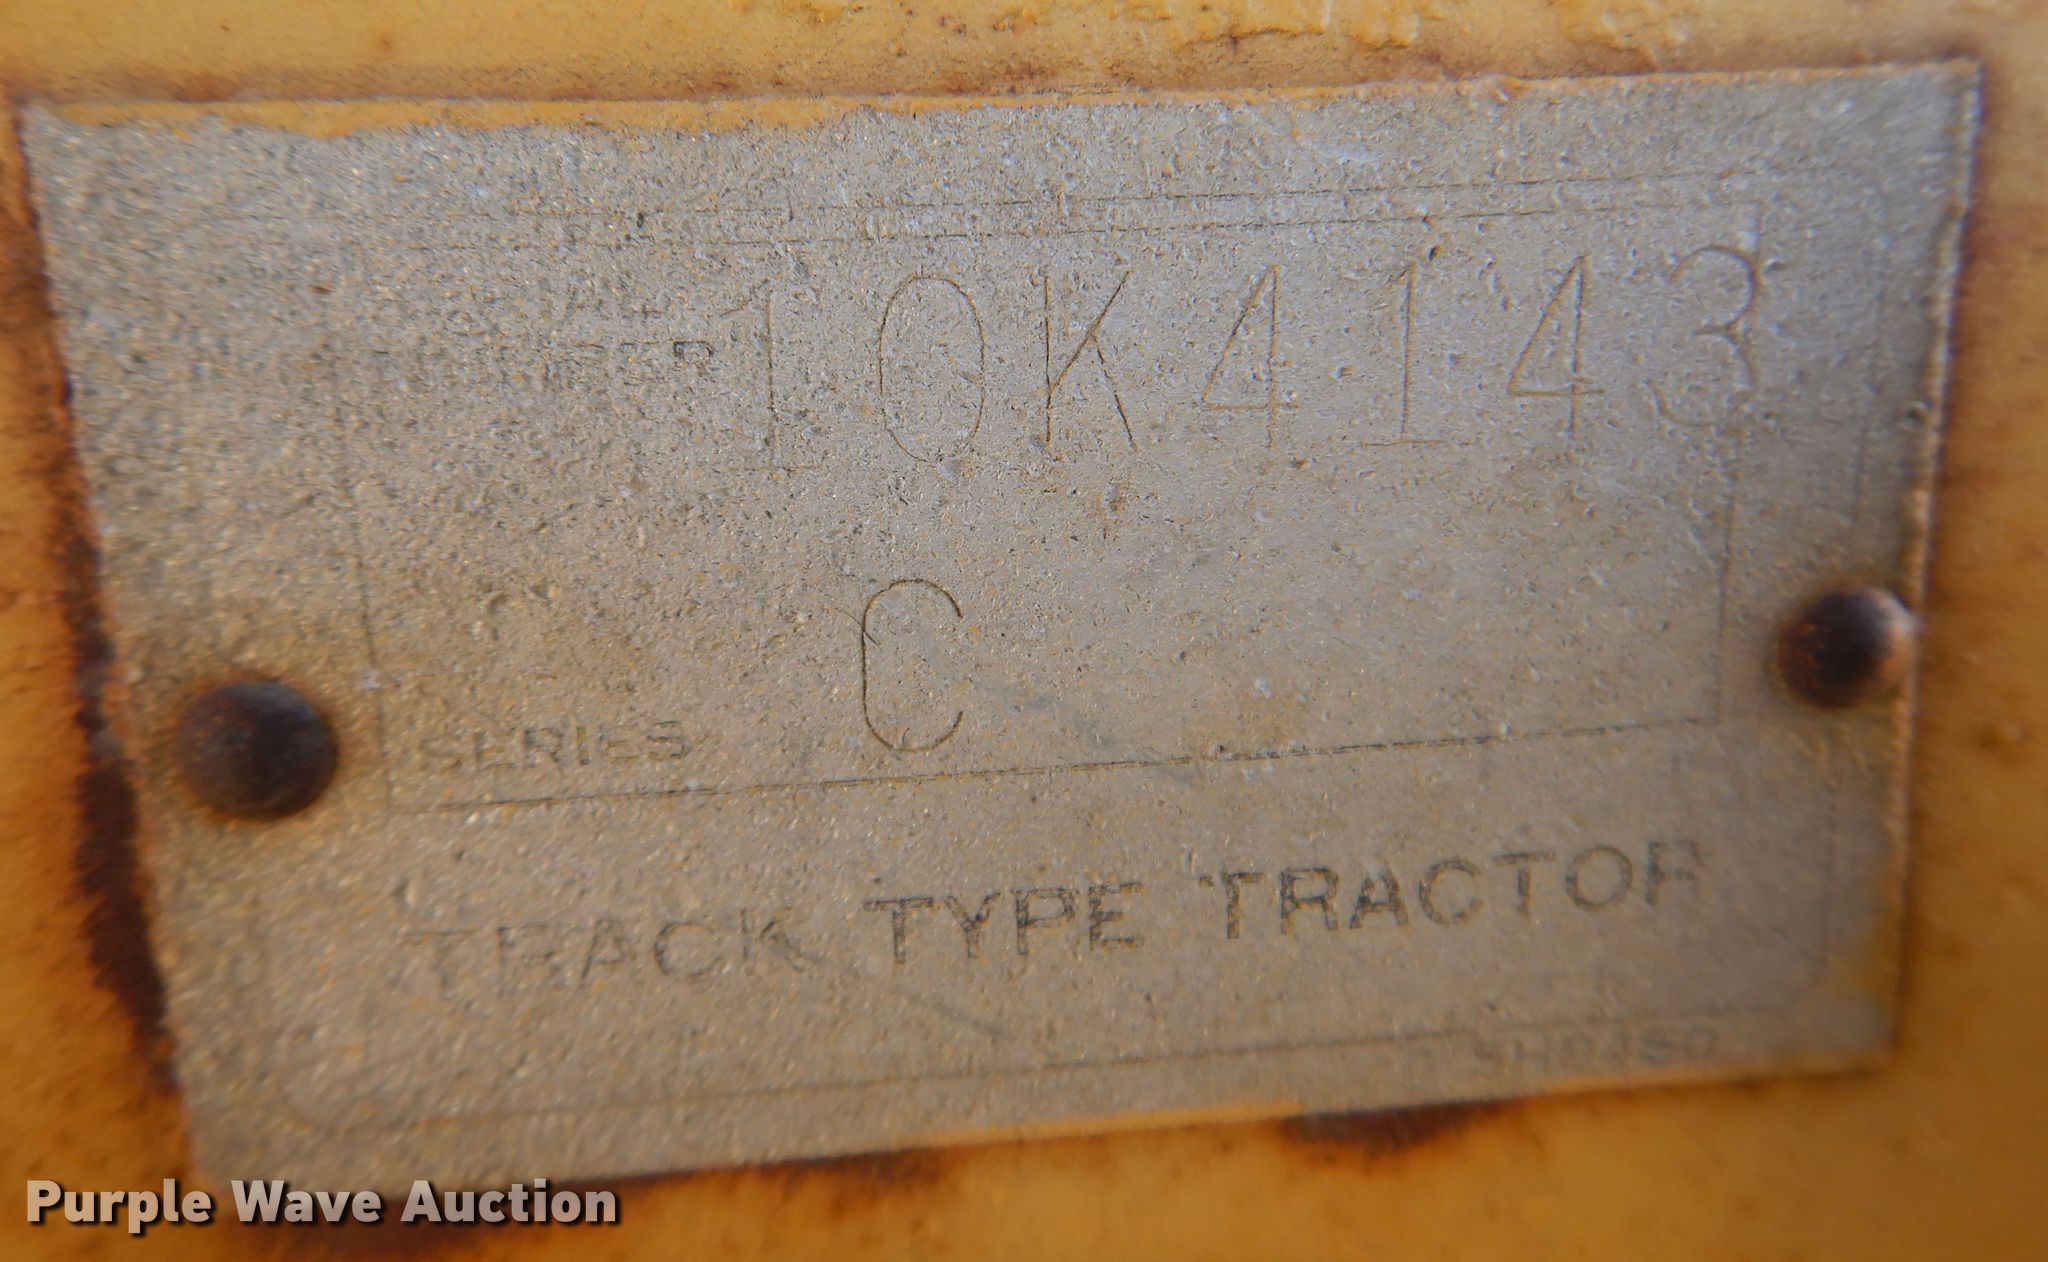 10K4143
SERIES C
TRACK TYPE TRACTOR
Purple Wave Auction